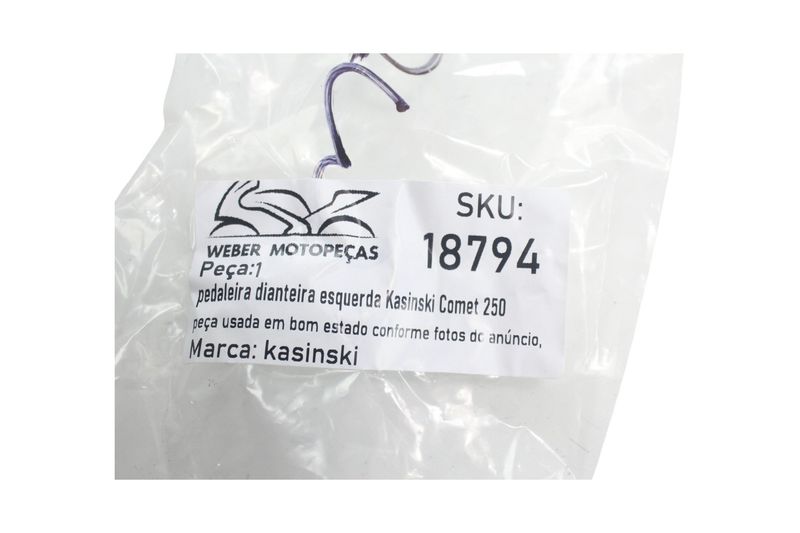 SKU:
18794
WEBER MOTOPEÇAS
Peça:1
pedaleira dianteira esquerda Kasinski Comet 250
peça usada em bom estado conforme fotos do anúncio,
Marca: kasinski